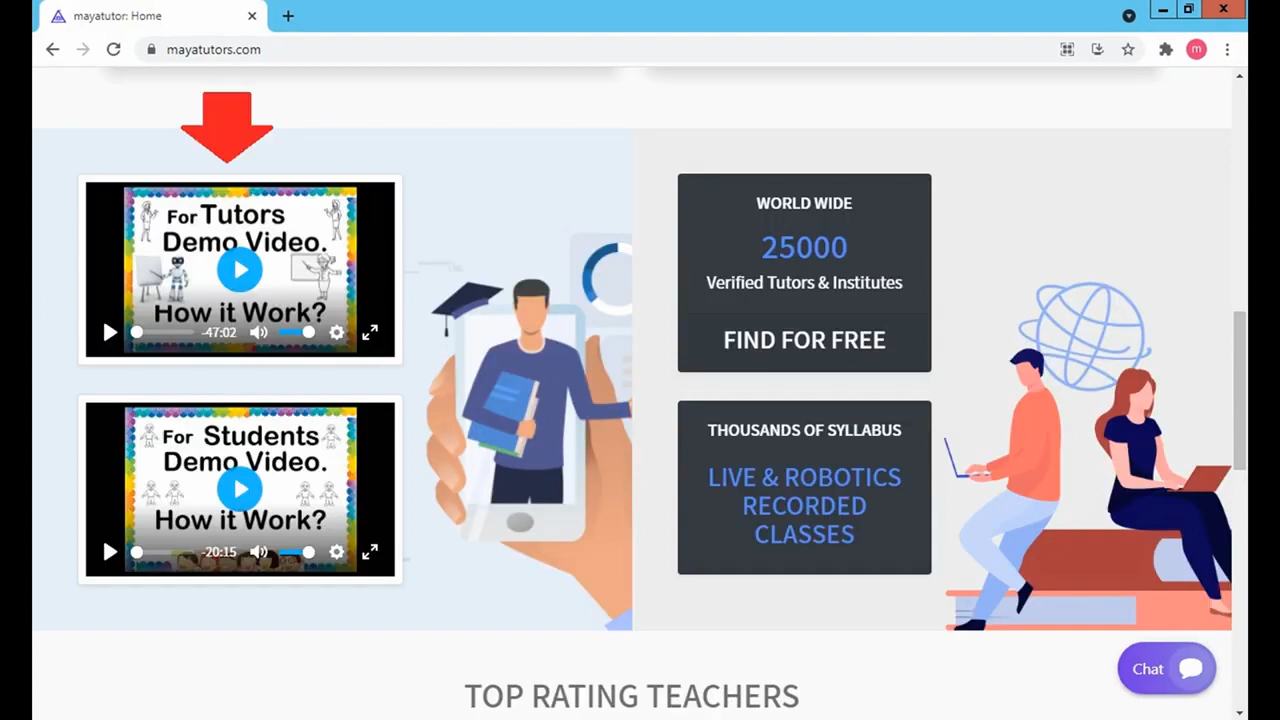 mayatutor: Home
mayatutors.com
m
For Tutors
Demo Video.
How it Work?
-47:02
For Students
Demo Video.
How it Work?
-20:15
WORLD WIDE
25000
Verified Tutors & Institutes
FIND FOR FREE
THOUSANDS OF SYLLABUS
LIVE & ROBOTICS
RECORDED
CLASSES
Chat
TOP RATING TEACHERS